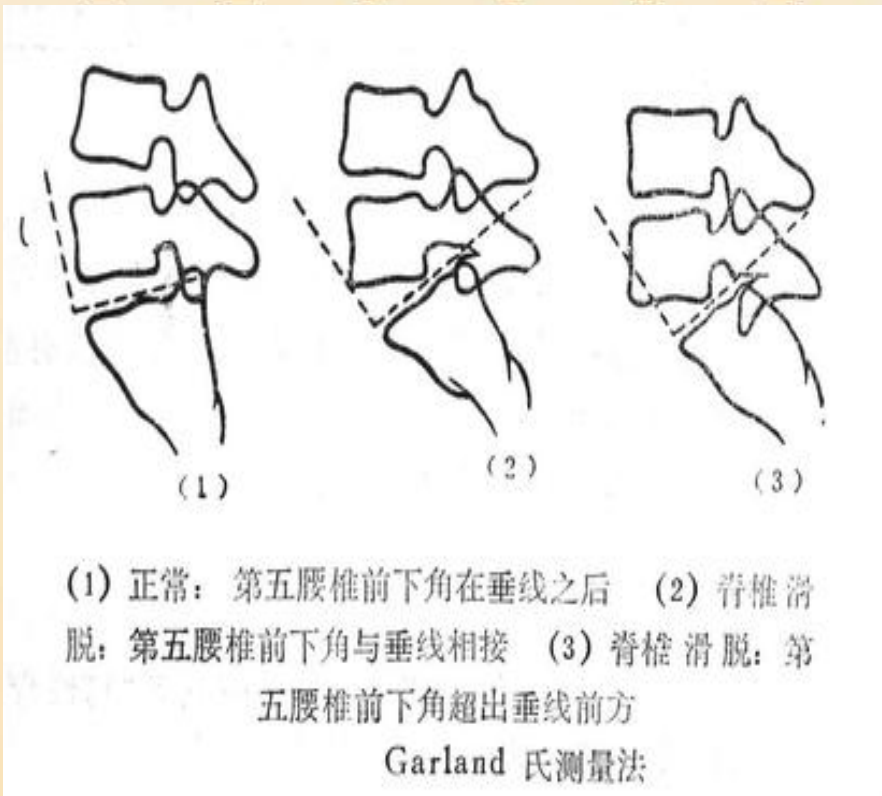 (1)
(2)
(3)
(1) 正常: 第五腰椎前下角在垂线之后 (2) 脊椎滑
脱: 第五腰椎前下角与垂线相接 (3) 脊椎滑脱: 第
五腰椎前下角超出垂线前方
Garland 氏测量法